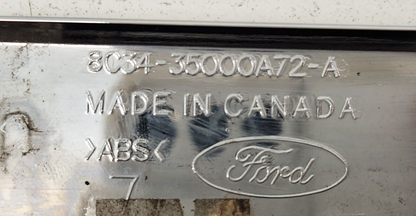 8C34-35000A72-A
MADE IN CANADA
>ABS<
Ford
7